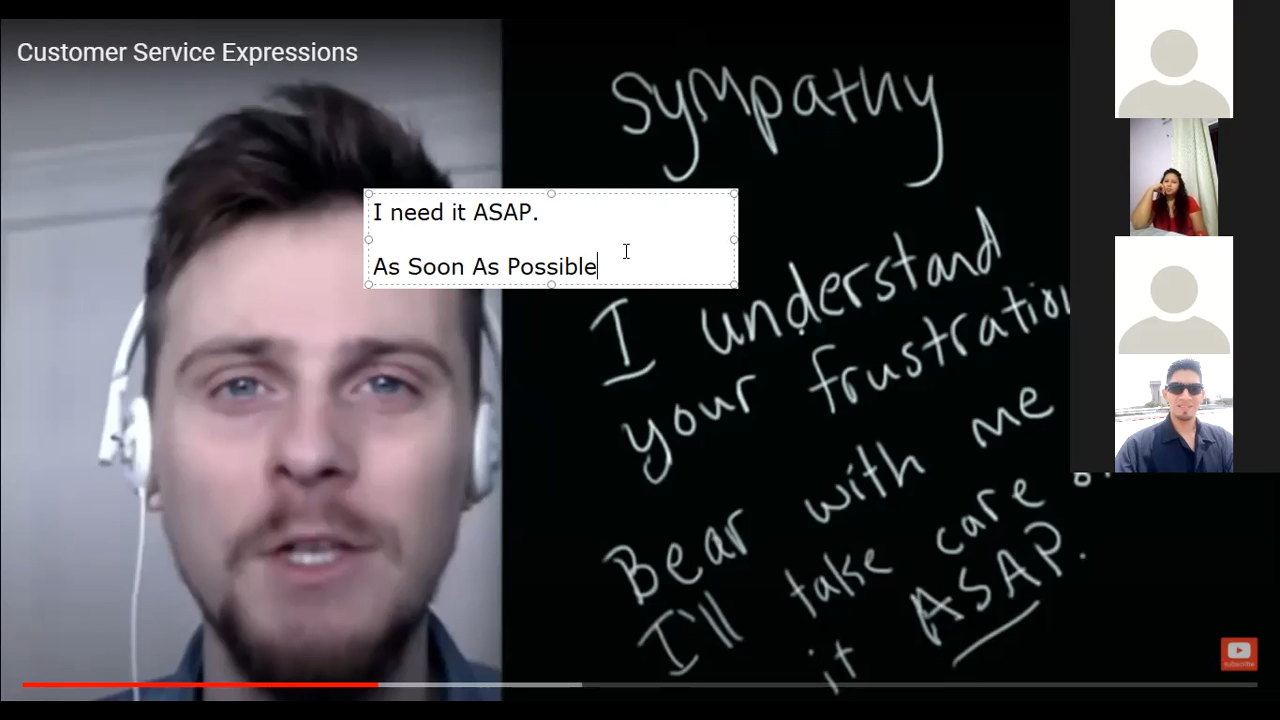 Customer Service Expressions
Sympathy
I need it ASAP.
As Soon As Possible
I understand
your frustration
Bear with me
I'll take care
it ASAP.
subscribe